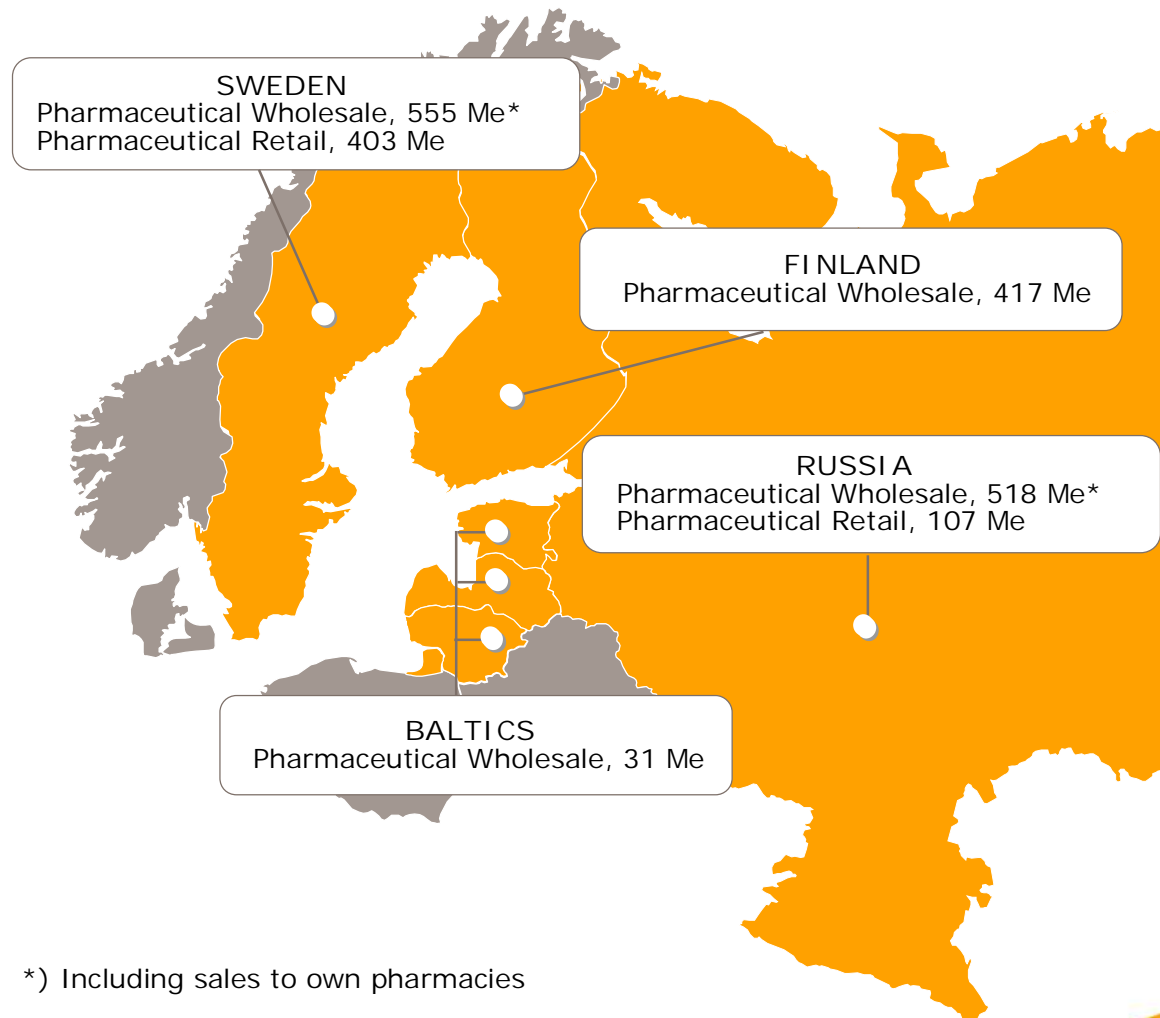 SWEDEN
Pharmaceutical Wholesale, 555 Me*
Pharmaceutical Retail, 403 Me
FINLAND
Pharmaceutical Wholesale, 417 Me
RUSSIA
Pharmaceutical Wholesale, 518 Me*
Pharmaceutical Retail, 107 Me
BALTICS
Pharmaceutical Wholesale, 31 Me
*) Including sales to own pharmacies